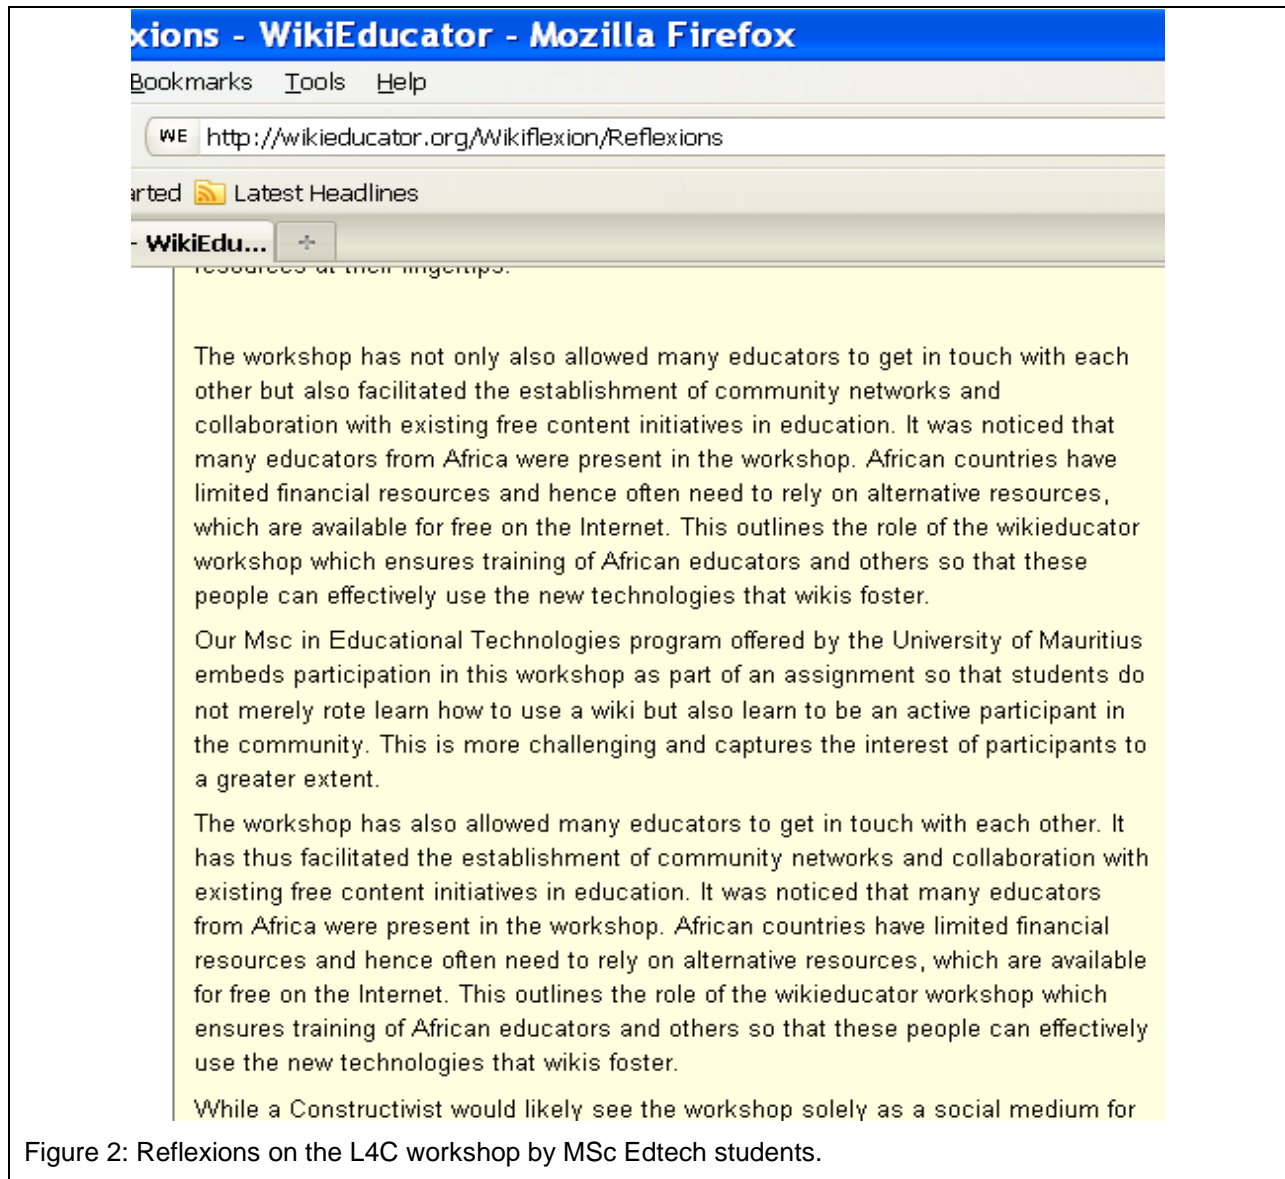 xions - WikiEducator - Mozilla Firefox
Bookmarks Tools Help
WE http://wikieducator.org/Wikiflexion/Reflexions
arted Latest Headlines
- WikiEdu...
resources at their fingertips.
The workshop has not only also allowed many educators to get in touch with each
other but also facilitated the establishment of community networks and
collaboration with existing free content initiatives in education. It was noticed that
many educators from Africa were present in the workshop. African countries have
limited financial resources and hence often need to rely on alternative resources,
which are available for free on the Internet. This outlines the role of the wikieducator
workshop which ensures training of African educators and others so that these
people can effectively use the new technologies that wikis foster.
Our Msc in Educational Technologies program offered by the University of Mauritius
embeds participation in this workshop as part of an assignment so that students do
not merely rote learn how to use a wiki but also learn to be an active participant in
the community. This is more challenging and captures the interest of participants to
a greater extent.
The workshop has also allowed many educators to get in touch with each other. It
has thus facilitated the establishment of community networks and collaboration with
existing free content initiatives in education. It was noticed that many educators
from Africa were present in the workshop. African countries have limited financial
resources and hence often need to rely on alternative resources, which are available
for free on the Internet. This outlines the role of the wikieducator workshop which
ensures training of African educators and others so that these people can effectively
use the new technologies that wikis foster.
While a Constructivist would likely see the workshop solely as a social medium for
Figure 2: Reflexions on the L4C workshop by MSc Edtech students.